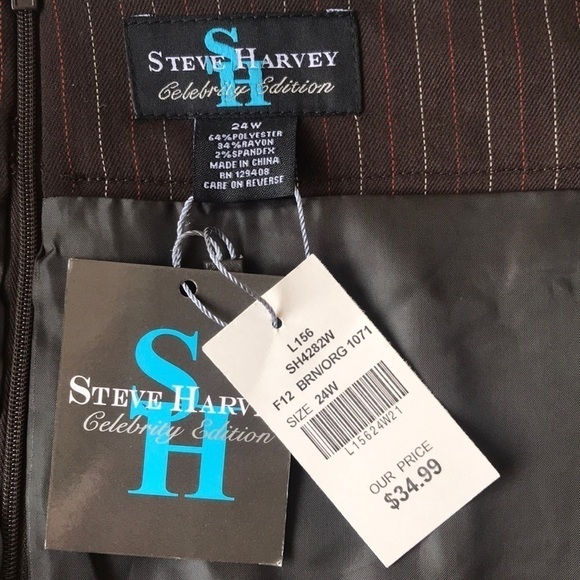 SH
STEVE HARVEY
Celebrity Edition
24 W
64% POLYESTER
34% RAYON
2% SPANDEX
MADE IN CHINA
RN 129408
CARE ON REVERSE
SH
STEVE HARVEY
Celebrity Edition
L156
SH4282W
F12 BRN/ORG 1071
SIZE 24W
L15624W21
OUR PRICE
$34.99